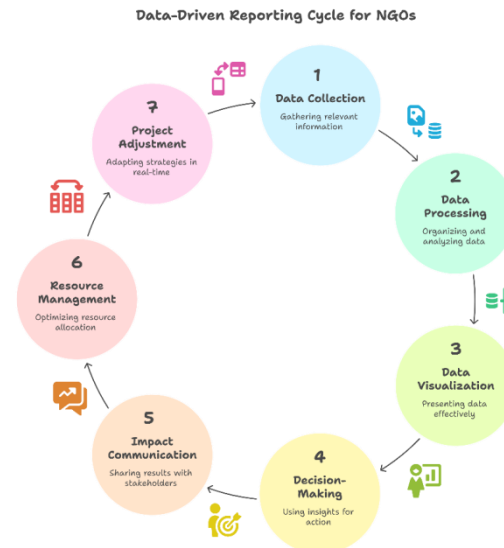 Data-Driven Reporting Cycle for NGOs
1
Data Collection
Gathering relevant
information
2
Data
Processing
Organizing and
analyzing data
3
Data
Visualization
Presenting data
effectively
4
Decision-
Making
Using insights for
action
5
Impact
Communication
Sharing results with
stakeholders
6
Resource
Management
Optimizing resource
allocation
7
Project
Adjustment
Adapting strategies in
real-time